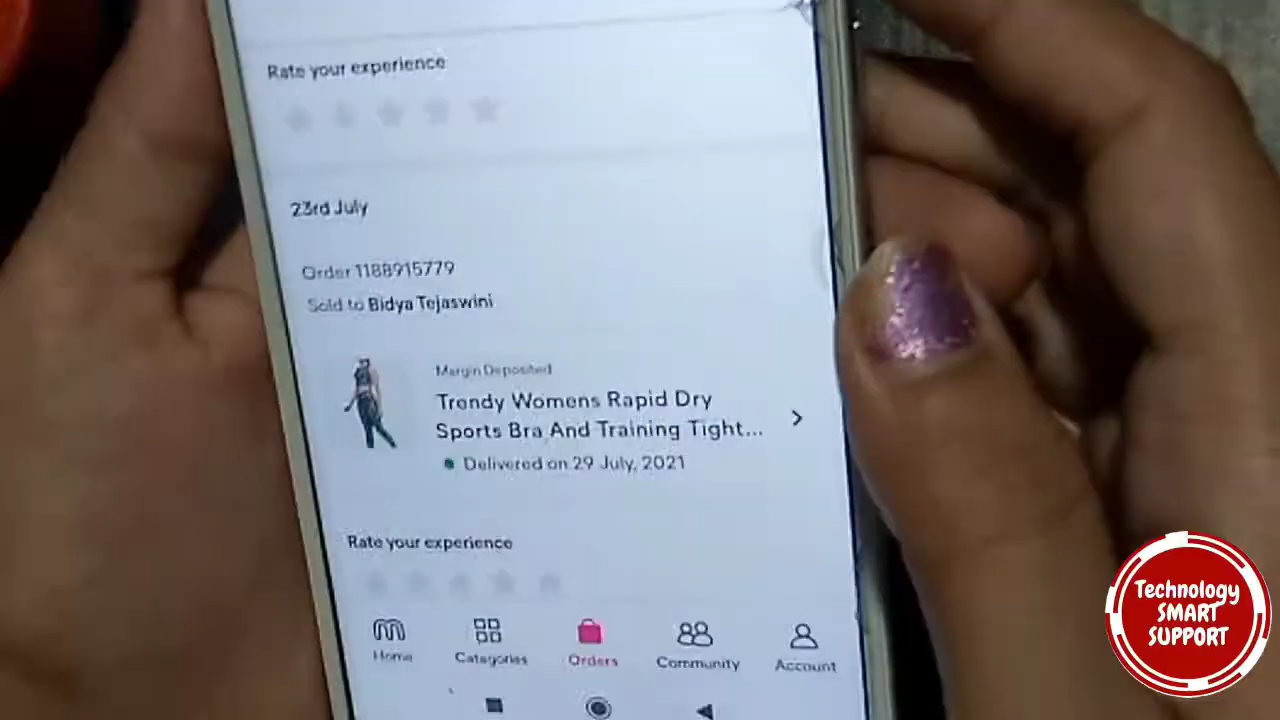 Rate your experience
23rd July
Order 1188915779
Sold to Bidya Tejaswini
Margin Deposited
Trendy Womens Rapid Dry
Sports Bra And Training Tight...
Delivered on 29 July, 2021
Rate your experience
Home
Categories
Orders
Community
Account
Technology
SMART
SUPPORT